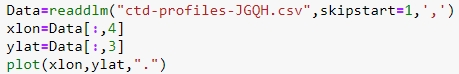 Data=readdlm("ctd-profiles-JGQH.csv",skipstart=1,',')
xlon=Data[:,4]
ylat=Data[:,3]
plot(xlon,ylat,".")